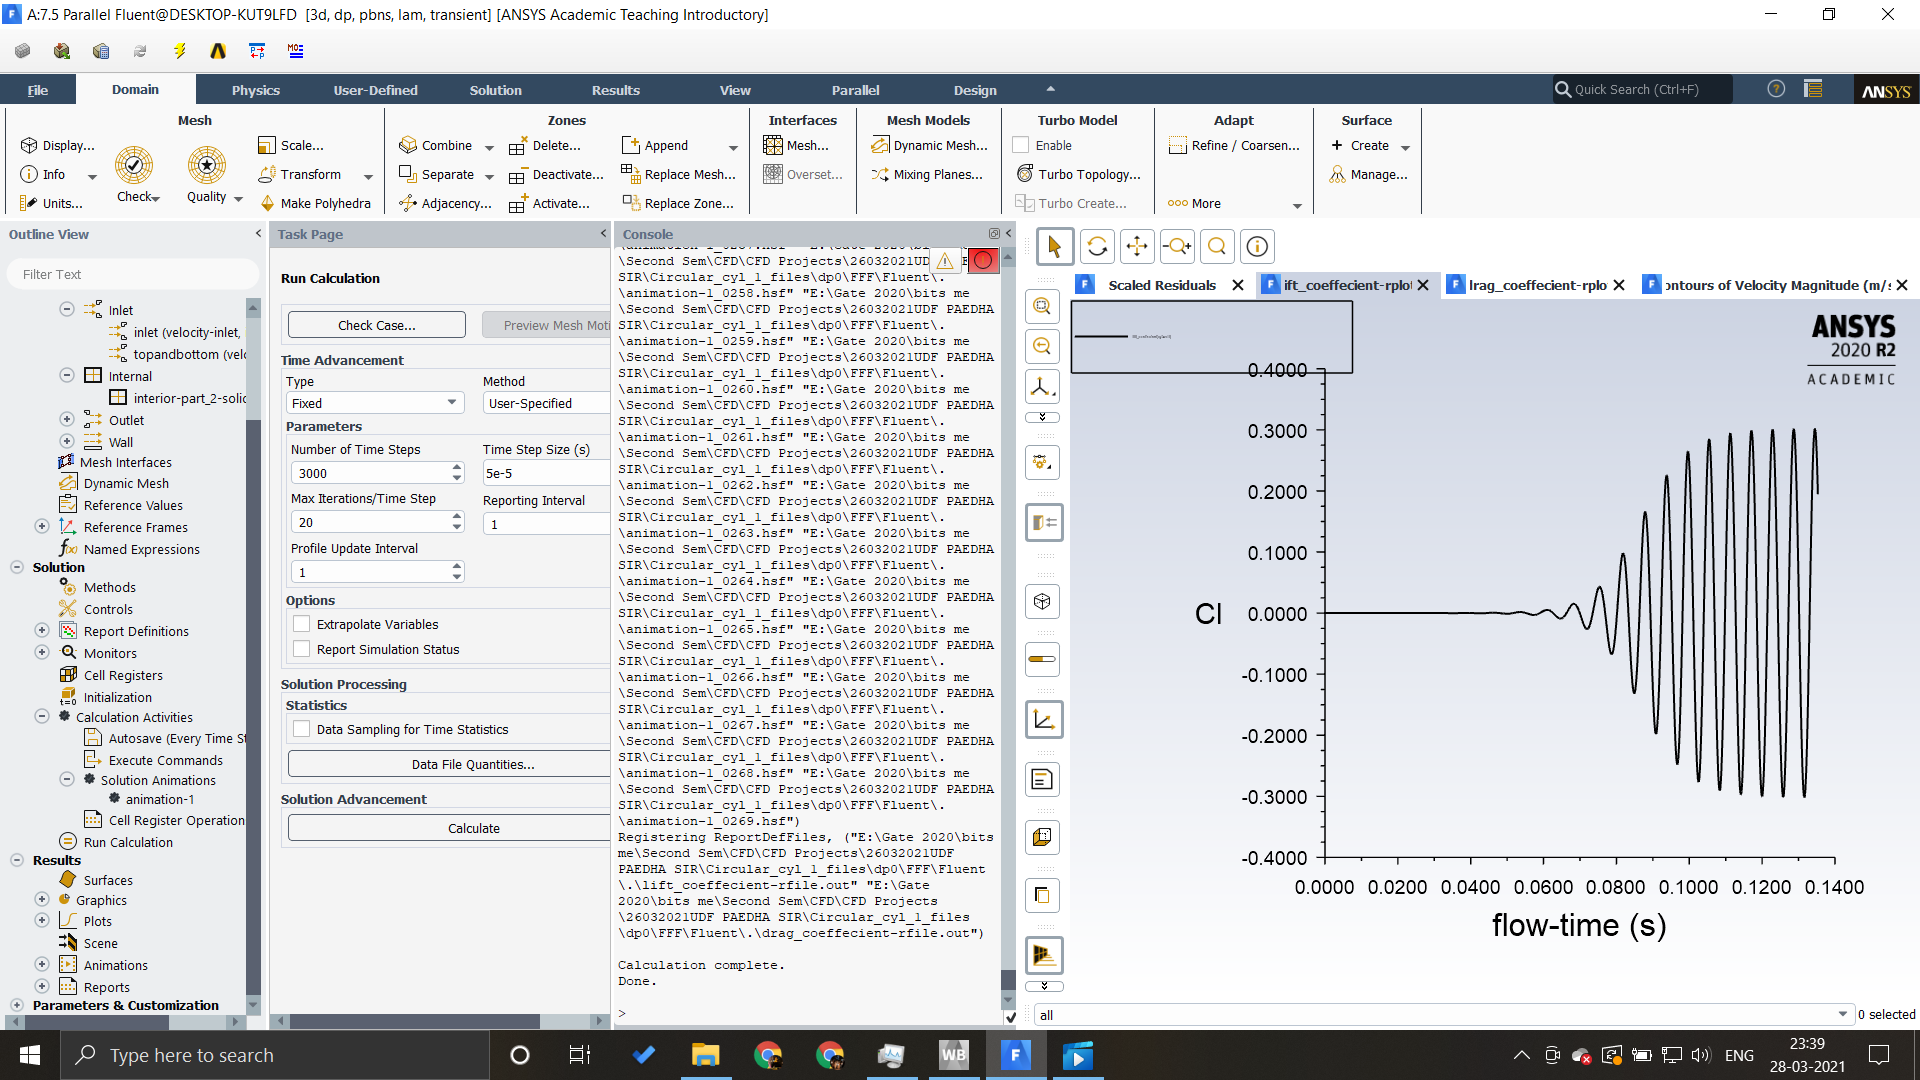 A:7.5 Parallel Fluent@DESKTOP-KUT9LFD [3d, dp, pbns, lam, transient] [ANSYS Academic Teaching Introductory]
File Domain Physics User-Defined Solution Results View Parallel Design Quick Search (Ctrl+F) ANSYS
Mesh Zones Interfaces Mesh Models Turbo Model Adapt Surface
Display... Scale... Combine Delete... Append Mesh... Dynamic Mesh... Enable Refine / Coarsen... Create
Info Transform Separate Deactivate... Replace Mesh... Overset... Mixing Planes... Turbo Topology... Manage...
Check Quality
Units... Make Polyhedra Adjacency... Activate... Replace Zone... Turbo Create... More
Outline View
Filter Text
Inlet
inlet (velocity-inlet,
topandbottom (velo
Internal
interior-part_2-solid
Outlet
Wall
Mesh Interfaces
Dynamic Mesh
Reference Values
Reference Frames
Named Expressions
Solution
Methods
Controls
Report Definitions
Monitors
Cell Registers
Initialization
Calculation Activities
Autosave (Every Time St
Execute Commands
Solution Animations
animation-1
Cell Register Operation
Run Calculation
Results
Surfaces
Graphics
Plots
Scene
Animations
Reports
Parameters & Customization
Task Page
Run Calculation
Check Case... Preview Mesh Moti
Time Advancement
Type Method
Fixed User-Specified
Parameters
Number of Time Steps Time Step Size (s)
3000 5e-5
Max Iterations/Time Step Reporting Interval
20 1
Profile Update Interval
1
Options
Extrapolate Variables
Report Simulation Status
Solution Processing
Statistics
Data Sampling for Time Statistics
Data File Quantities...
Solution Advancement
Calculate
Console
\Second Sem\CFD\CFD Projects\26032021UD
SIR\Circular_cyl_1_files\dp0\FFF\Fluent\.
\animation-1_0258.hsf" "E:\Gate 2020\bits me
\Second Sem\CFD\CFD Projects\26032021UDF PAEDHA
SIR\Circular_cyl_1_files\dp0\FFF\Fluent\.
\animation-1_0259.hsf" "E:\Gate 2020\bits me
\Second Sem\CFD\CFD Projects\26032021UDF PAEDHA
SIR\Circular_cyl_1_files\dp0\FFF\Fluent\.
\animation-1_0260.hsf" "E:\Gate 2020\bits me
\Second Sem\CFD\CFD Projects\26032021UDF PAEDHA
SIR\Circular_cyl_1_files\dp0\FFF\Fluent\.
\animation-1_0261.hsf" "E:\Gate 2020\bits me
\Second Sem\CFD\CFD Projects\26032021UDF PAEDHA
SIR\Circular_cyl_1_files\dp0\FFF\Fluent\.
\animation-1_0262.hsf" "E:\Gate 2020\bits me
\Second Sem\CFD\CFD Projects\26032021UDF PAEDHA
SIR\Circular_cyl_1_files\dp0\FFF\Fluent\.
\animation-1_0263.hsf" "E:\Gate 2020\bits me
\Second Sem\CFD\CFD Projects\26032021UDF PAEDHA
SIR\Circular_cyl_1_files\dp0\FFF\Fluent\.
\animation-1_0264.hsf" "E:\Gate 2020\bits me
\Second Sem\CFD\CFD Projects\26032021UDF PAEDHA
SIR\Circular_cyl_1_files\dp0\FFF\Fluent\.
\animation-1_0265.hsf" "E:\Gate 2020\bits me
\Second Sem\CFD\CFD Projects\26032021UDF PAEDHA
SIR\Circular_cyl_1_files\dp0\FFF\Fluent\.
\animation-1_0266.hsf" "E:\Gate 2020\bits me
\Second Sem\CFD\CFD Projects\26032021UDF PAEDHA
SIR\Circular_cyl_1_files\dp0\FFF\Fluent\.
\animation-1_0267.hsf" "E:\Gate 2020\bits me
\Second Sem\CFD\CFD Projects\26032021UDF PAEDHA
SIR\Circular_cyl_1_files\dp0\FFF\Fluent\.
\animation-1_0268.hsf" "E:\Gate 2020\bits me
\Second Sem\CFD\CFD Projects\26032021UDF PAEDHA
SIR\Circular_cyl_1_files\dp0\FFF\Fluent\.
\animation-1_0269.hsf")
Registering ReportDefFiles, ("E:\Gate 2020\bits
me\Second Sem\CFD\CFD Projects\26032021UDF
PAEDHA SIR\Circular_cyl_1_files\dp0\FFF\Fluent
\.\lift_coeffecient-rfile.out" "E:\Gate
2020\bits me\Second Sem\CFD\CFD Projects
\26032021UDF PAEDHA SIR\Circular_cyl_1_files
\dp0\FFF\Fluent\.\drag_coeffecient-rfile.out")
Calculation complete.
Done.
>
Scaled Residuals ift_coeffecient-rplot lrag_coeffecient-rplo ontours of Velocity Magnitude (m/s
ANSYS
2020 R2
ACADEMIC
0.4000
0.3000
0.2000
0.1000
0.0000
-0.1000
-0.2000
-0.3000
-0.4000
Cl
0.0000 0.0200 0.0400 0.0600 0.0800 0.1000 0.1200 0.1400
flow-time (s)
all 0 selected
Type here to search
WB
ENG
23:39
28-03-2021